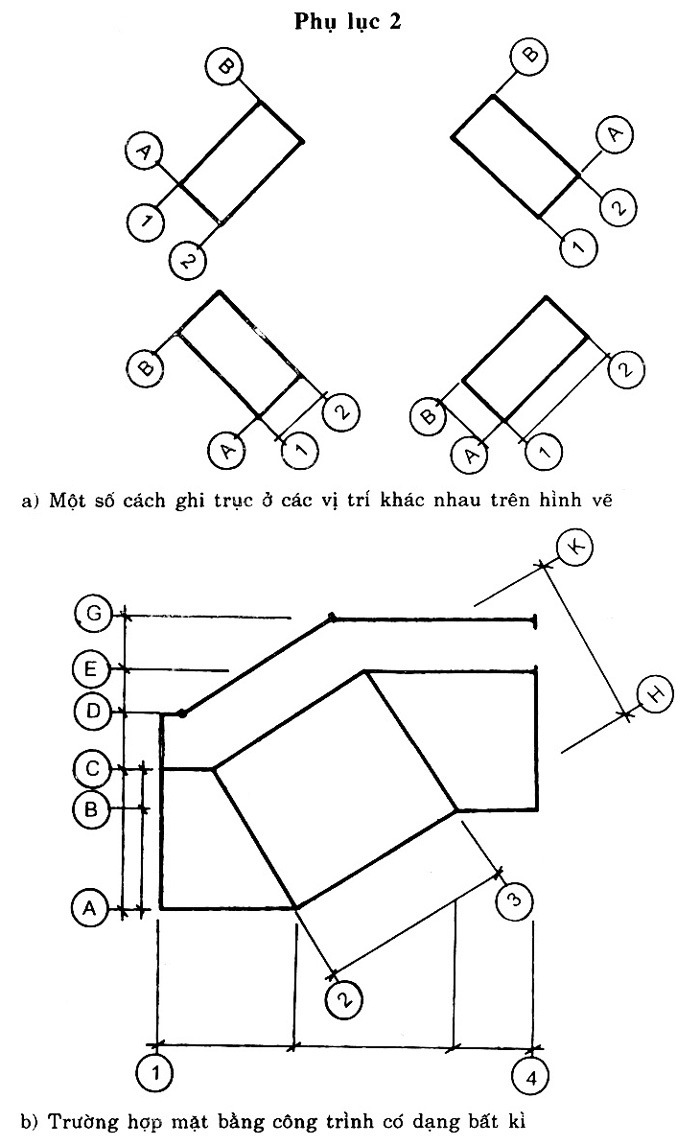 Phụ lục 2
B
B
A
A
1
2
2
1
B
2
2
B
A
1
A
1
a) Một số cách ghi trục ở các vị trí khác nhau trên hình vẽ
K
G
E
H
D
C
B
A
3
2
1
4
b) Trường hợp mặt bằng công trình có dạng bất kì